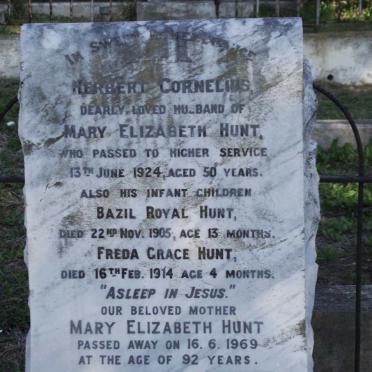 IN
HERBERT CORNELIUS,
DEARLY LOVED HUSBAND OF
MARY ELIZABETH HUNT,
WHO PASSED TO HIGHER SERVICE
13TH JUNE 1924, AGED 50 YEARS.
ALSO HIS INFANT CHILDREN
BAZIL ROYAL HUNT,
DIED 22ND NOV. 1905, AGE 13 MONTHS.
FREDA GRACE HUNT,
DIED 16TH FEB. 1914 AGE 4 MONTHS.
"ASLEEP IN JESUS."
OUR BELOVED MOTHER
MARY ELIZABETH HUNT
PASSED AWAY ON 16. 6. 1969
AT THE AGE OF 92 YEARS.